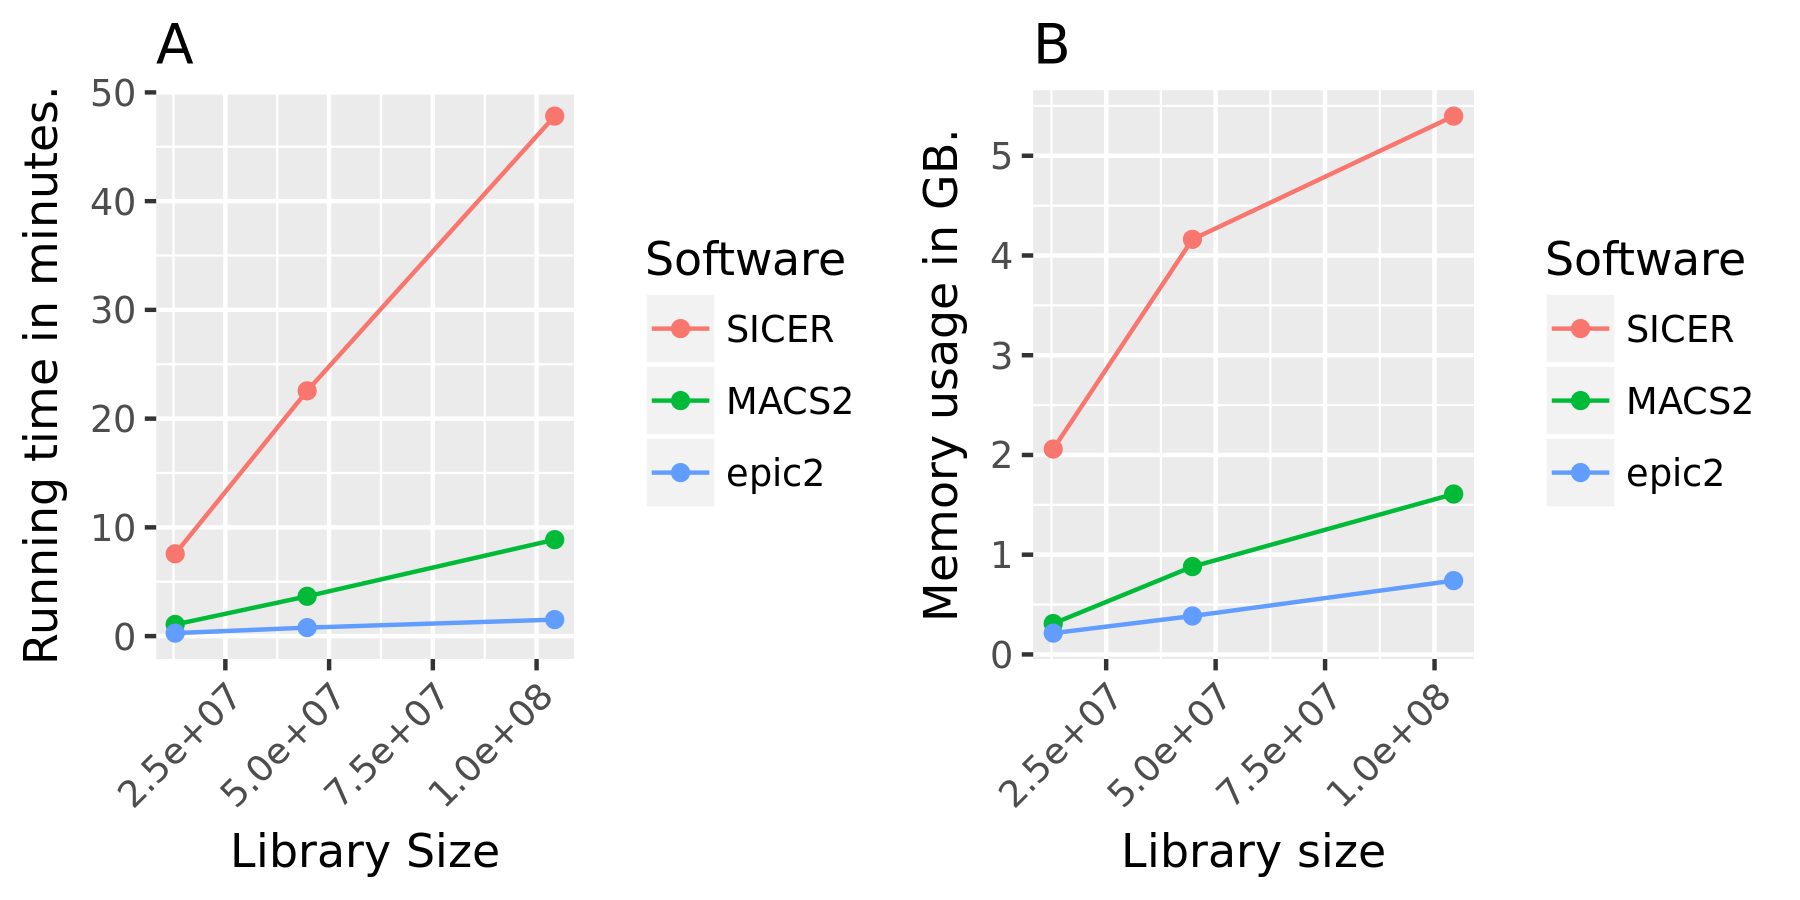 A
Running time in minutes.
50
40
30
20
10
0
2.5e+07
5.0e+07
7.5e+07
1.0e+08
Library Size
Software
SICER
MACS2
epic2
B
Memory usage in GB.
5
4
3
2
1
0
2.5e+07
5.0e+07
7.5e+07
1.0e+08
Library size
Software
SICER
MACS2
epic2